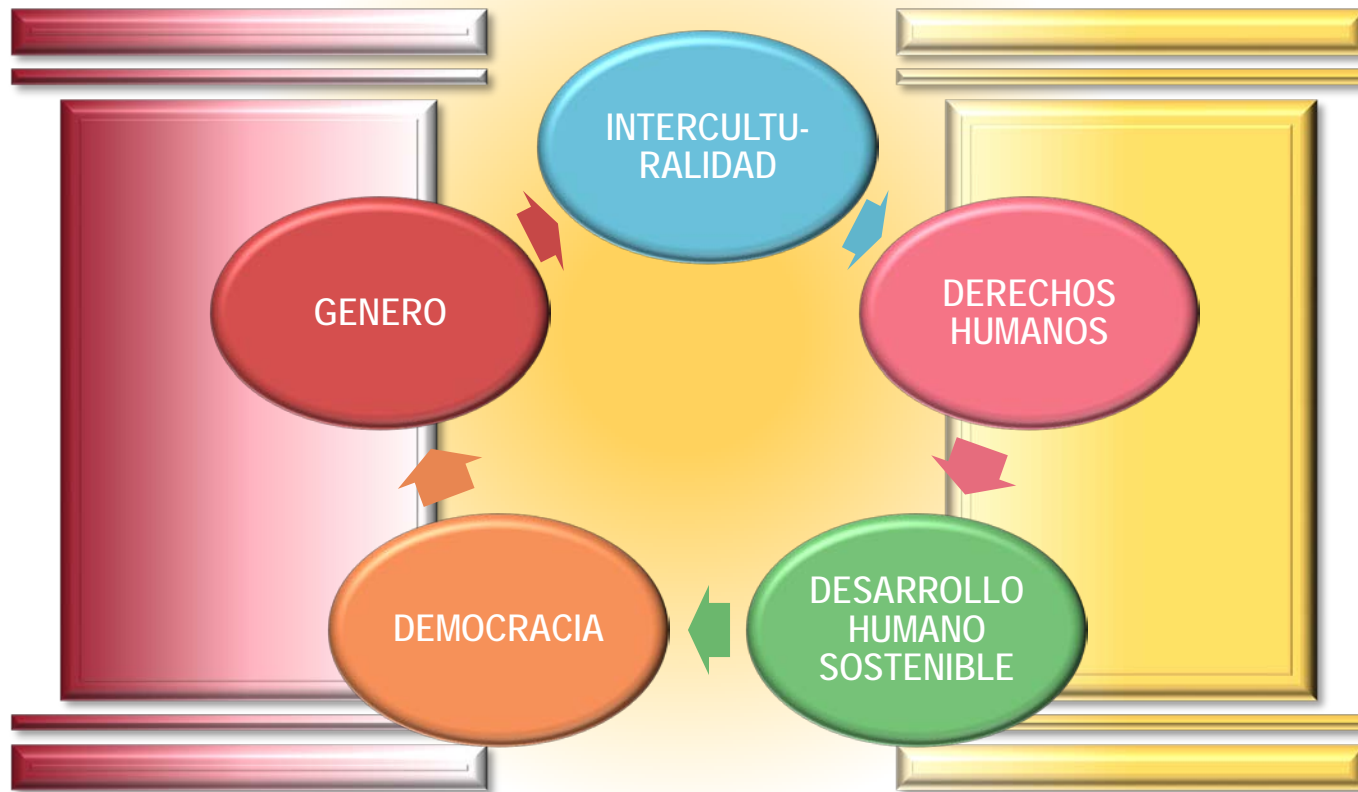 INTERCULTU-
RALIDAD
DERECHOS
HUMANOS
DESARROLLO
HUMANO
SOSTENIBLE
DEMOCRACIA
GENERO